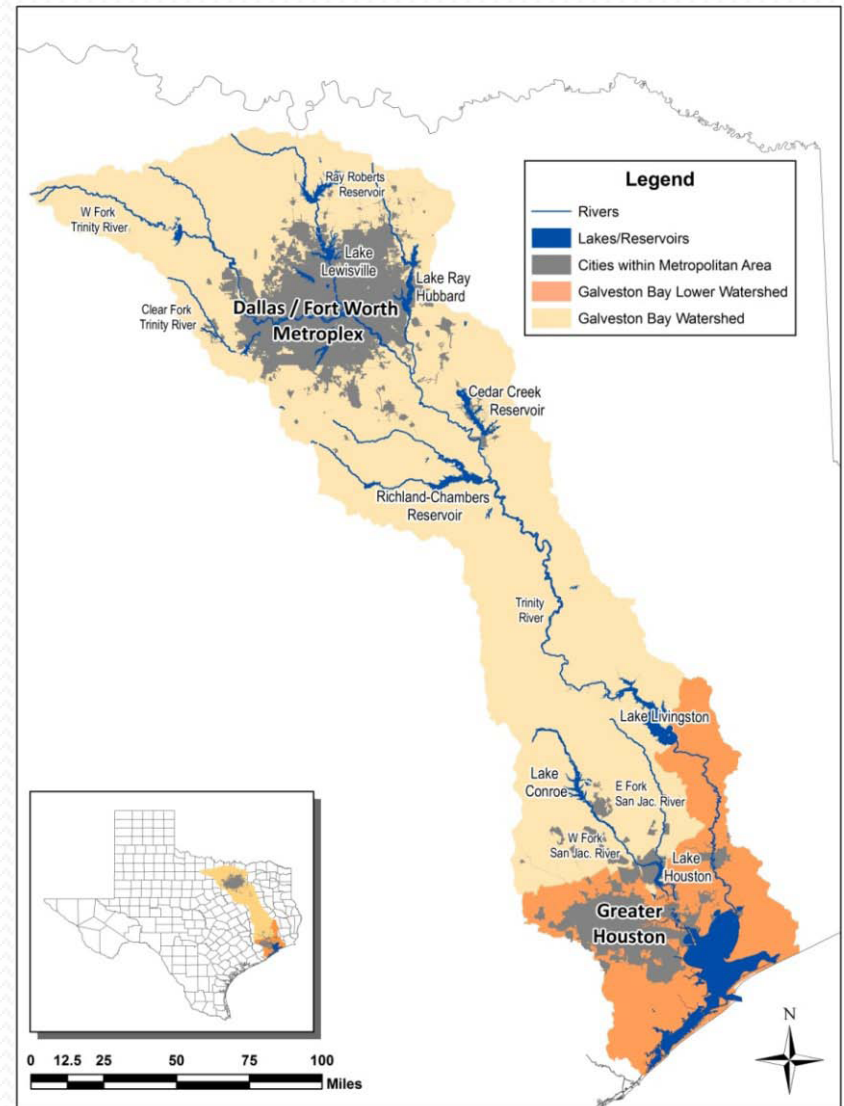 Legend
Rivers
Lakes/Reservoirs
Cities within Metropolitan Area
Galveston Bay Lower Watershed
Galveston Bay Watershed
Ray Roberts
Reservoir
W Fork
Trinity River
Lake
Lewisville
Lake Ray
Hubbard
Clear Fork
Trinity River
Dallas / Fort Worth
Metroplex
Cedar Creek
Reservoir
Richland-Chambers
Reservoir
Trinity
River
Lake Livingston
Lake
Conroe
E Fork
San Jac. River
W Fork
San Jac. River
Lake
Houston
Greater
Houston
N
0 12.5 25 50 75 100
Miles